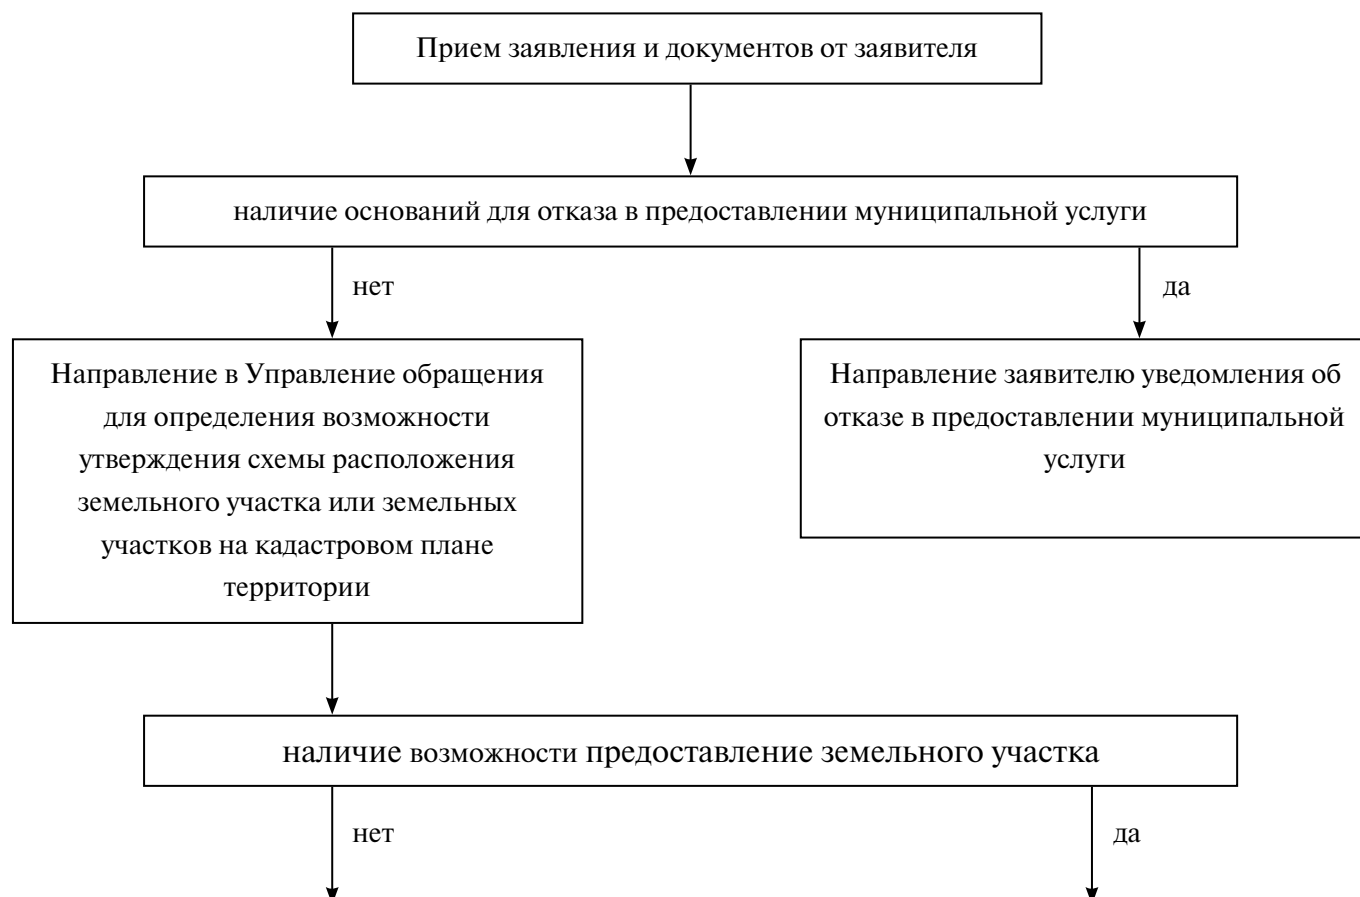 Прием заявления и документов от заявителя
наличие оснований для отказа в предоставлении муниципальной услуги
нет
да
Направление в Управление обращения
для определения возможности
утверждения схемы расположения
земельного участка или земельных
участков на кадастровом плане
территории
Направление заявителю уведомления об
отказе в предоставлении муниципальной
услуги
наличие возможности предоставление земельного участка
нет
да